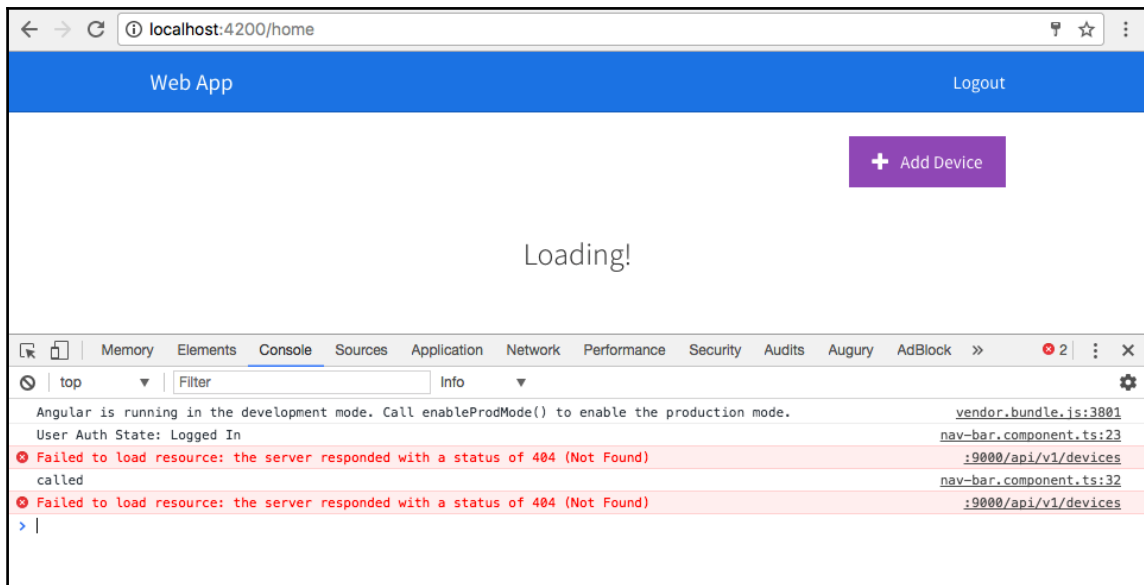 localhost:4200/home
Web App Logout
Add Device
Loading!
Memory Elements Console Sources Application Network Performance Security Audits Augury AdBlock » 2
top Filter Info
Angular is running in the development mode. Call enableProdMode() to enable the production mode. vendor.bundle.js:3801
User Auth State: Logged In nav-bar.component.ts:23
Failed to load resource: the server responded with a status of 404 (Not Found) :9000/api/v1/devices
called nav-bar.component.ts:32
Failed to load resource: the server responded with a status of 404 (Not Found) :9000/api/v1/devices